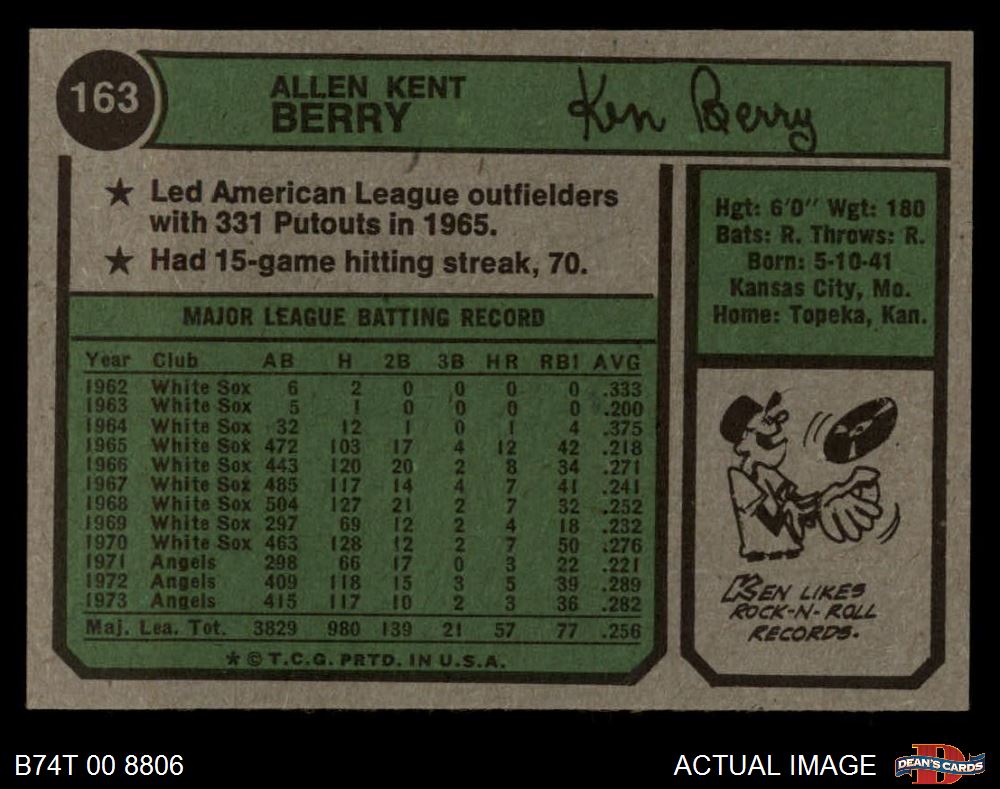 163
ALLEN KENT
BERRY
Ken Berry
★ Led American League outfielders
with 331 Putouts in 1965.
★ Had 15-game hitting streak, 70.
Hgt: 6'0" Wgt: 180
Bats: R. Throws: R.
Born: 5-10-41
Kansas City, Mo.
Home: Topeka, Kan.
MAJOR LEAGUE BATTING RECORD
Year Club AB H 2B 3B HR RBI AVG
1962 White Sox 6 2 0 0 0 0 .333
1963 White Sox 5 1 0 0 0 0 .200
1964 White Sox 32 12 1 0 1 4 .375
1965 White Sox 472 103 17 4 12 42 .218
1966 White Sox 443 120 20 2 8 34 .271
1967 White Sox 485 117 14 4 7 41 .241
1968 White Sox 504 127 21 2 7 32 .252
1969 White Sox 297 69 12 2 4 18 .232
1970 White Sox 463 128 12 2 7 50 .276
1971 Angels 298 66 17 0 3 22 .221
1972 Angels 409 118 15 3 5 39 .289
1973 Angels 415 117 10 2 3 36 .282
Maj. Lea. Tot. 3829 980 139 21 57 77 .256
★ © T.C.G. PRTD. IN U.S.A.
KEN LIKES
ROCK-N-ROLL
RECORDS.
B74T 00 8806
ACTUAL IMAGE
DEAN'S CARDS